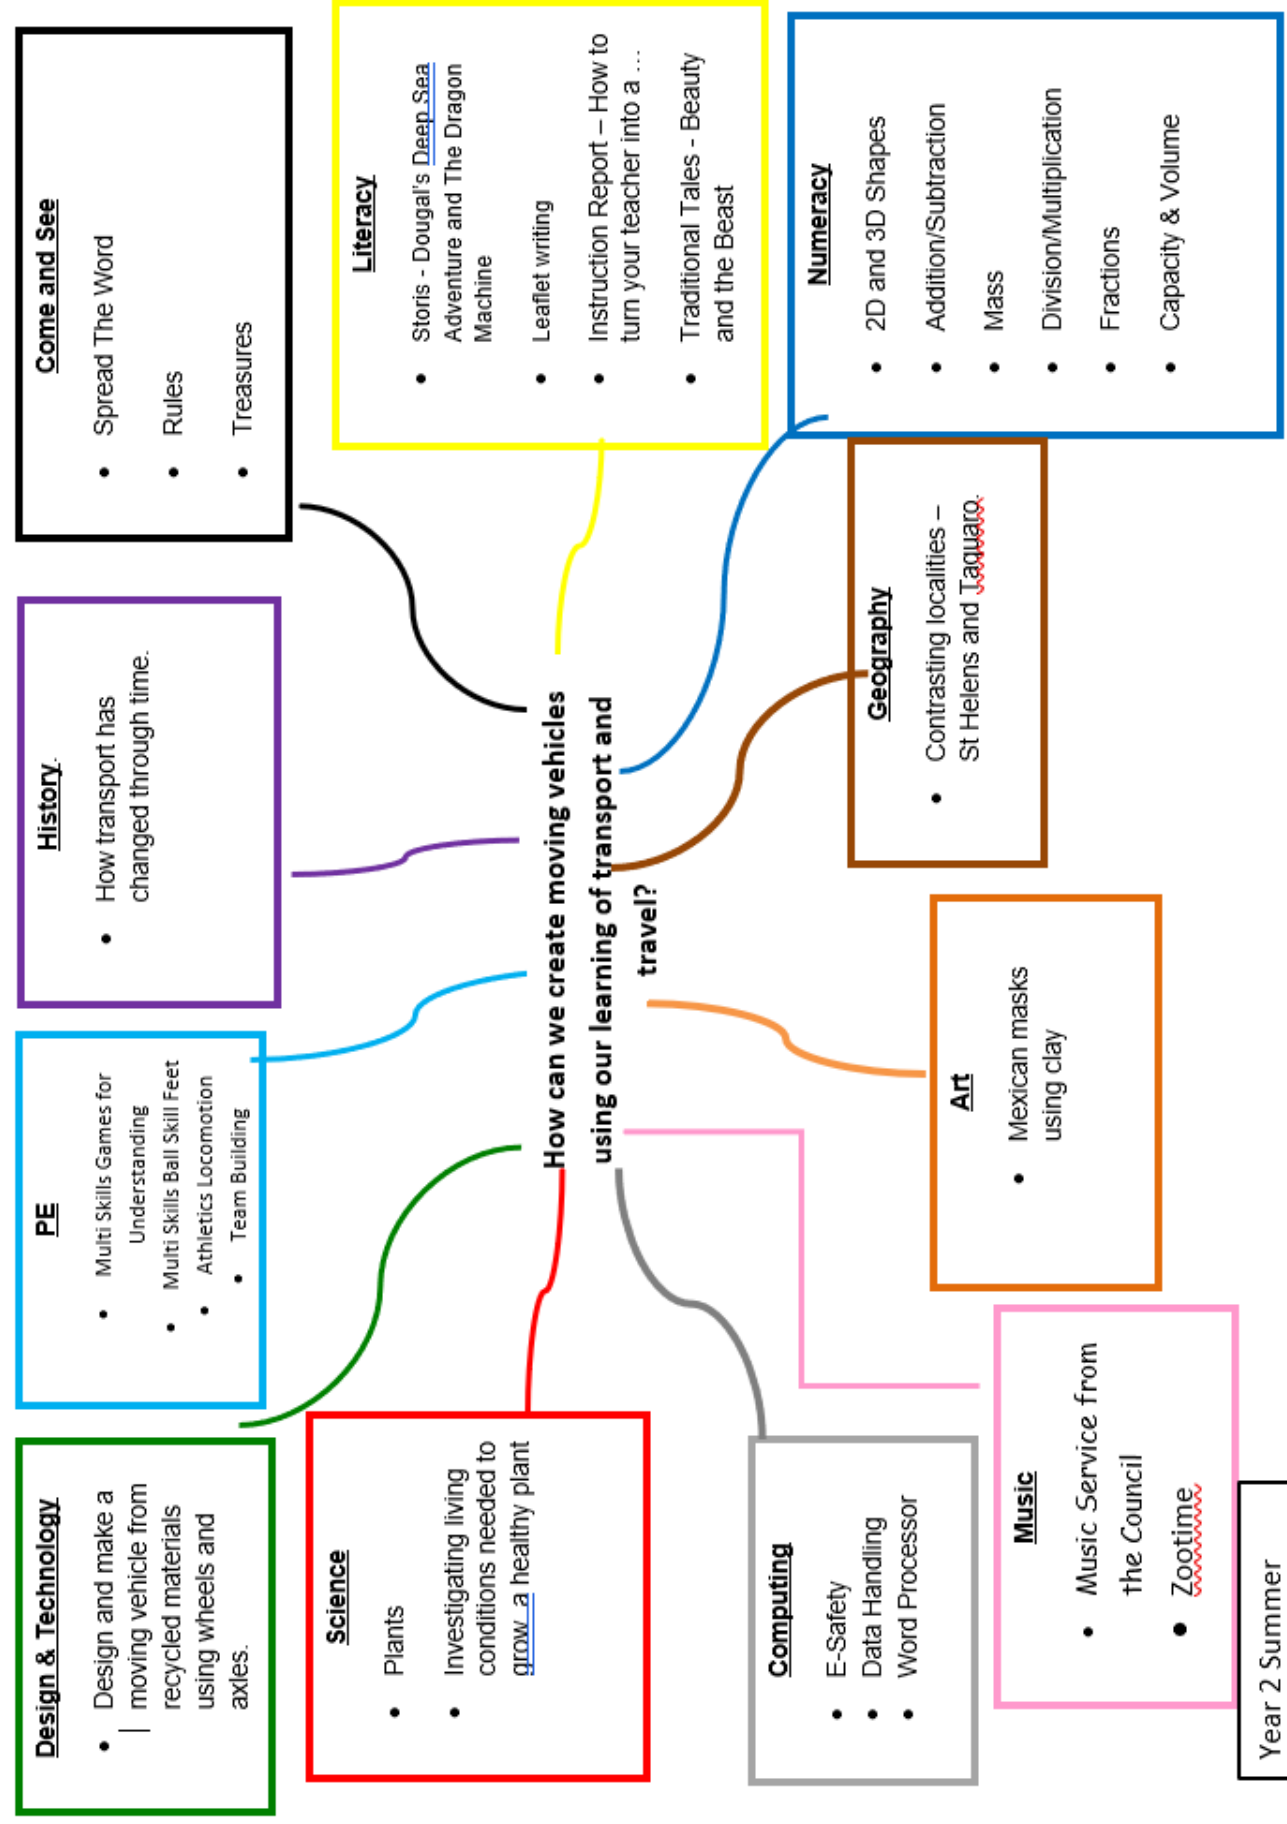 Design & Technology
• Design and make a
moving vehicle from
recycled materials
using wheels and
axles.
PE
• Multi Skills Games for
Understanding
• Multi Skills Ball Skill Feet
• Athletics Locomotion
• Team Building
History
• How transport has
changed through time.
Come and See
• Spread The Word
• Rules
• Treasures
Science
• Plants
• Investigating living
conditions needed to
grow a healthy plant
How can we create moving vehicles
using our learning of transport and
travel?
Literacy
• Storis - Dougal's Deep Sea
Adventure and The Dragon
Machine
• Leaflet writing
• Instruction Report – How to
turn your teacher into a …
• Traditional Tales - Beauty
and the Beast
Computing
• E-Safety
• Data Handling
• Word Processor
Music
• Music Service from
the Council
• Zootime
Art
• Mexican masks
using clay
Geography
• Contrasting localities –
St Helens and Taquaro.
Numeracy
• 2D and 3D Shapes
• Addition/Subtraction
• Mass
• Division/Multiplication
• Fractions
• Capacity & Volume
Year 2 Summer